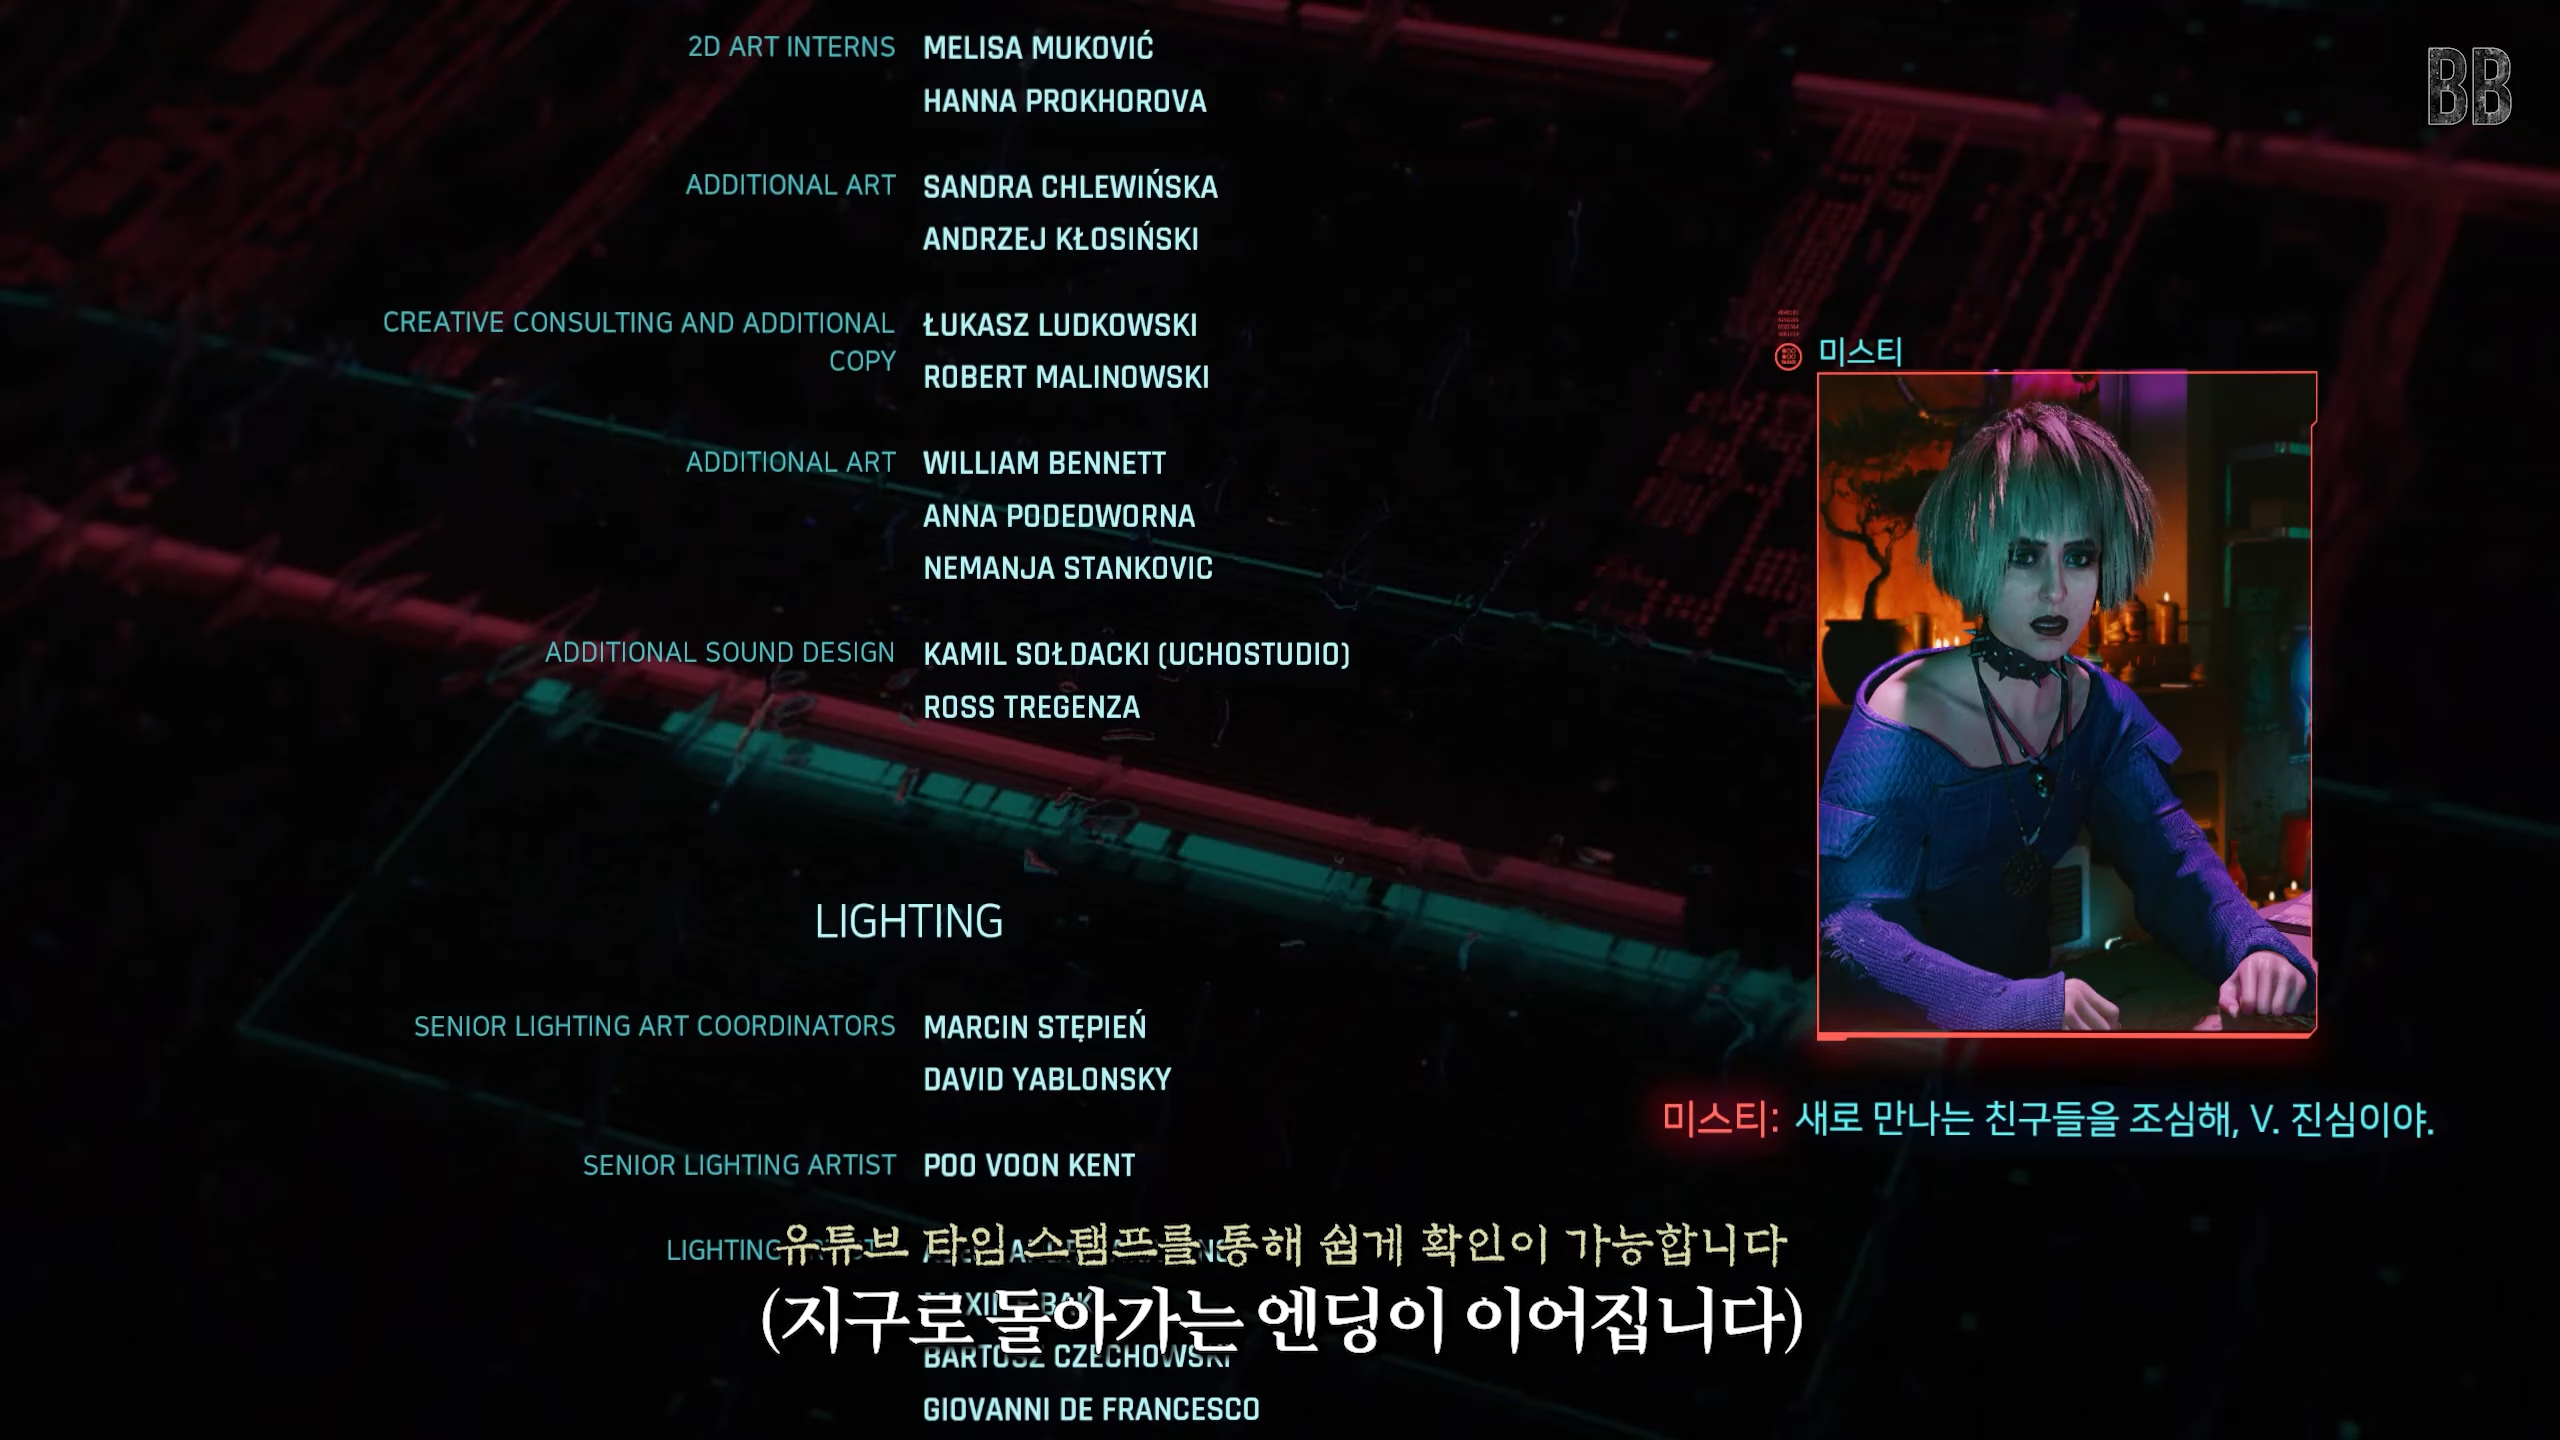 BB
2D ART INTERNS MELISA MUKOVIĆ
HANNA PROKHOROVA
ADDITIONAL ART SANDRA CHLEWIŃSKA
ANDRZEJ KŁOSIŃSKI
CREATIVE CONSULTING AND ADDITIONAL
COPY
ŁUKASZ LUDKOWSKI
ROBERT MALINOWSKI
ADDITIONAL ART WILLIAM BENNETT
ANNA PODEDWORNA
NEMANJA STANKOVIC
ADDITIONAL SOUND DESIGN KAMIL SOŁDACKI (UCHOSTUDIO)
ROSS TREGENZA
LIGHTING
SENIOR LIGHTING ART COORDINATORS MARCIN STĘPIEŃ
DAVID YABLONSKY
SENIOR LIGHTING ARTIST POO VOON KENT
LIGHTING
BARTOSZ CZECHOWSKI
GIOVANNI DE FRANCESCO
미스티
미스티: 새로 만나는 친구들을 조심해, V. 진심이야.
유튜브 타임 스탬프를 통해 쉽게 확인이 가능합니다
(지구로 돌아가는 엔딩이 이어집니다)